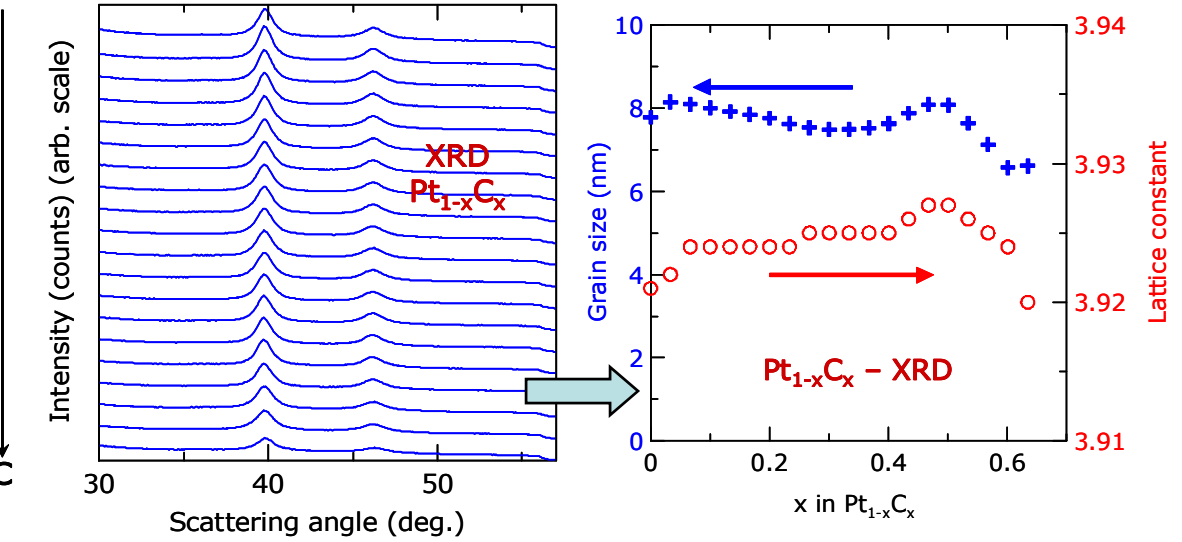 Intensity (counts) (arb. scale)
XRD
Pt1-xCx
30 40 50
Scattering angle (deg.)
Grain size (nm)
10
8
6
4
2
0
0 0.2 0.4 0.6
x in Pt1-xCx
Pt1-xCx – XRD
3.94
3.93
3.92
3.91
Lattice constant